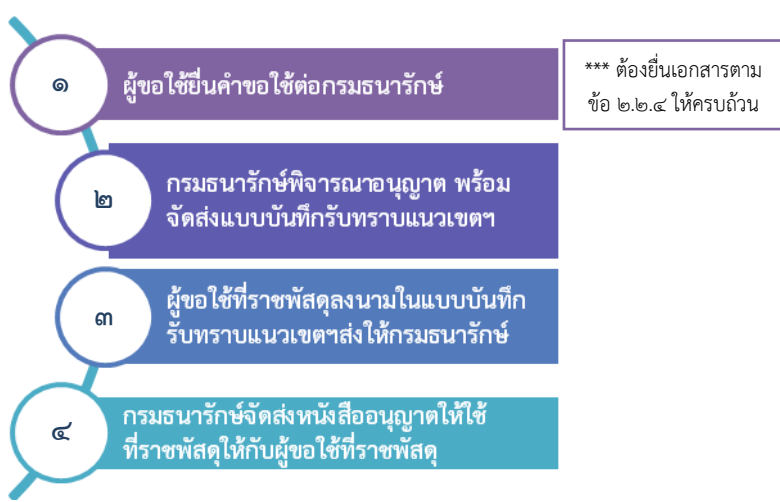 ๑
ผู้ขอใช้ยื่นคำขอใช้ต่อกรมธนารักษ์
*** ต้องยื่นเอกสารตาม
ข้อ ๒.๒.๔ ให้ครบถ้วน
๒
กรมธนารักษ์พิจารณาอนุญาต พร้อม
จัดส่งแบบบันทึกรับทราบแนวเขตฯ
๓
ผู้ขอใช้ที่ราชพัสดุลงนามในแบบบันทึก
รับทราบแนวเขตฯส่งให้กรมธนารักษ์
๔
กรมธนารักษ์จัดส่งหนังสืออนุญาตให้ใช้
ที่ราชพัสดุให้กับผู้ขอใช้ที่ราชพัสดุ